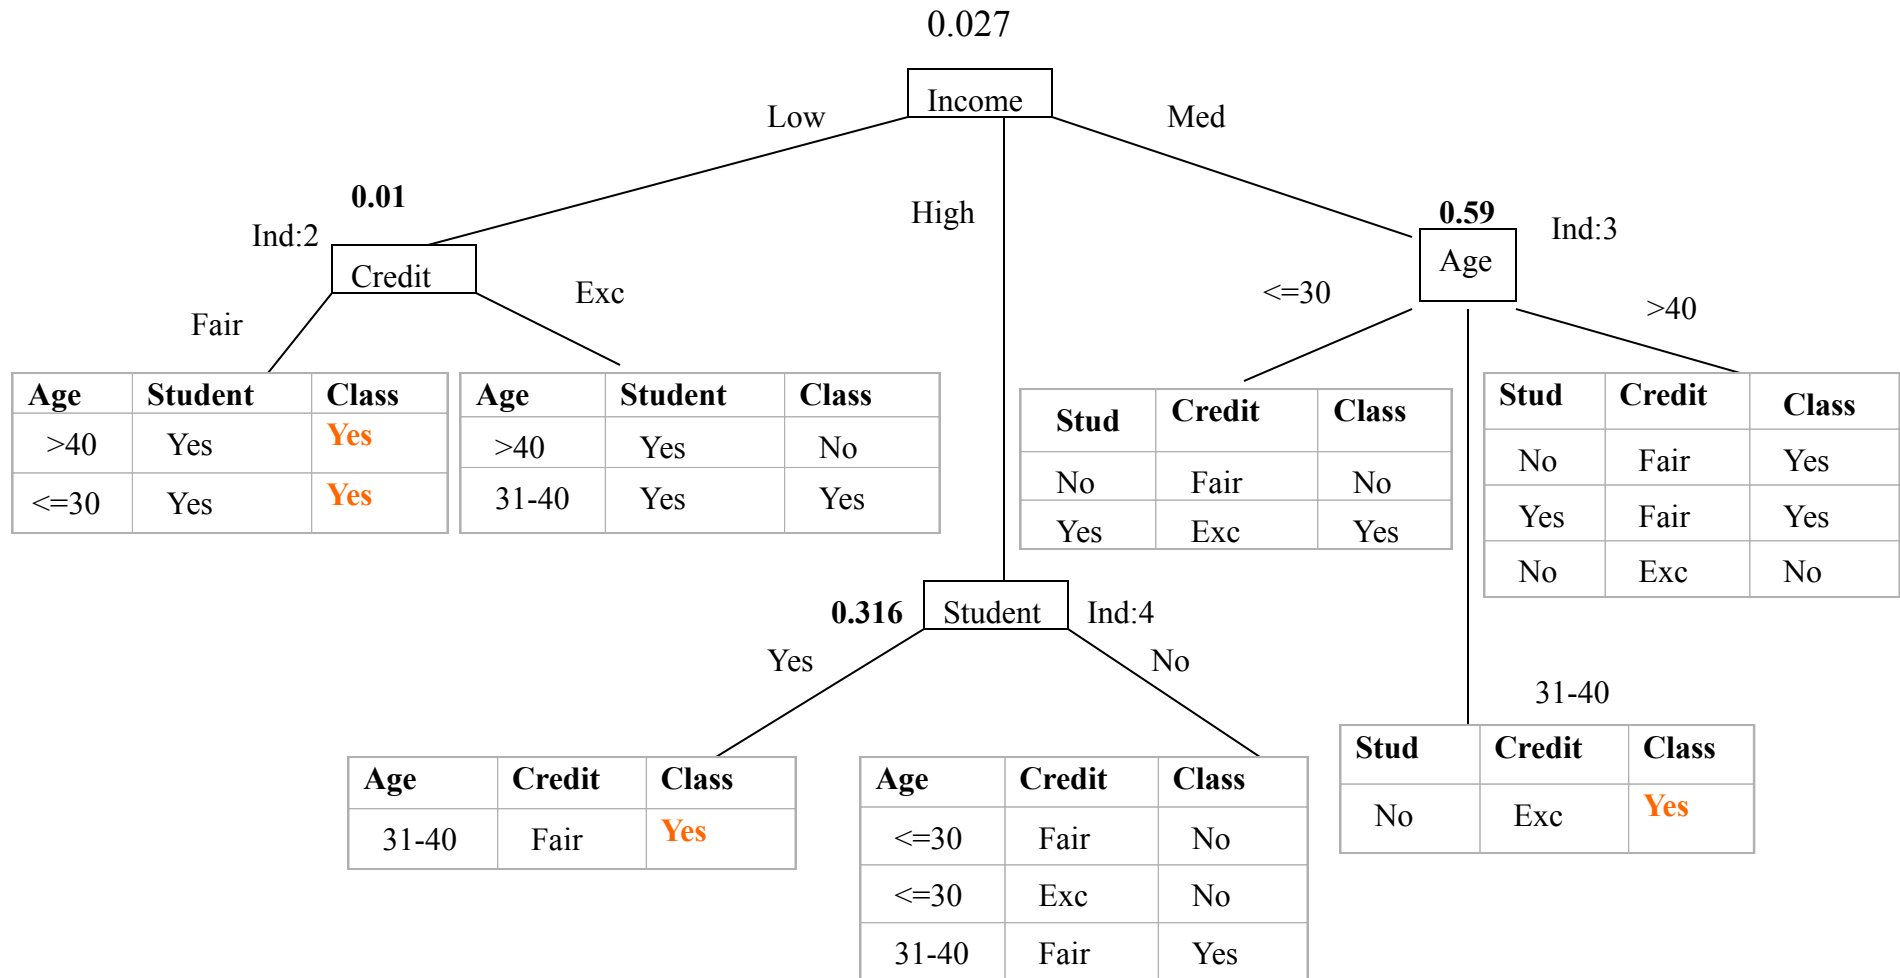 0.027
Income
Low
Med
High
0.01
Ind:2
Credit
Fair
Exc
0.59
Ind:3
Age
<=30
>40
31-40
Age Student Class
>40 Yes Yes
<=30 Yes Yes
Age Student Class
>40 Yes No
31-40 Yes Yes
Stud Credit Class
No Fair No
Yes Exc Yes
Stud Credit Class
No Fair Yes
Yes Fair Yes
No Exc No
0.316
Student
Ind:4
Yes
No
Age Credit Class
31-40 Fair Yes
Age Credit Class
<=30 Fair No
<=30 Exc No
31-40 Fair Yes
Stud Credit Class
No Exc Yes